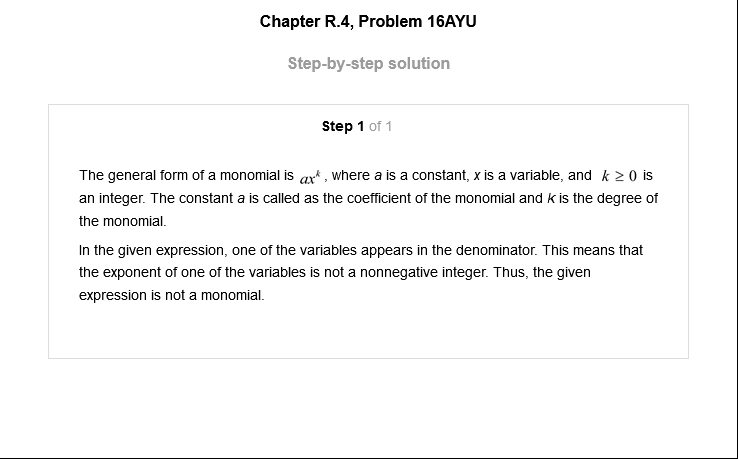 Chapter R.4, Problem 16AYU
Step-by-step solution
Step 1 of 1
The general form of a monomial is axᵏ , where a is a constant, x is a variable, and k ≥ 0 is
an integer. The constant a is called as the coefficient of the monomial and k is the degree of
the monomial.
In the given expression, one of the variables appears in the denominator. This means that
the exponent of one of the variables is not a nonnegative integer. Thus, the given
expression is not a monomial.